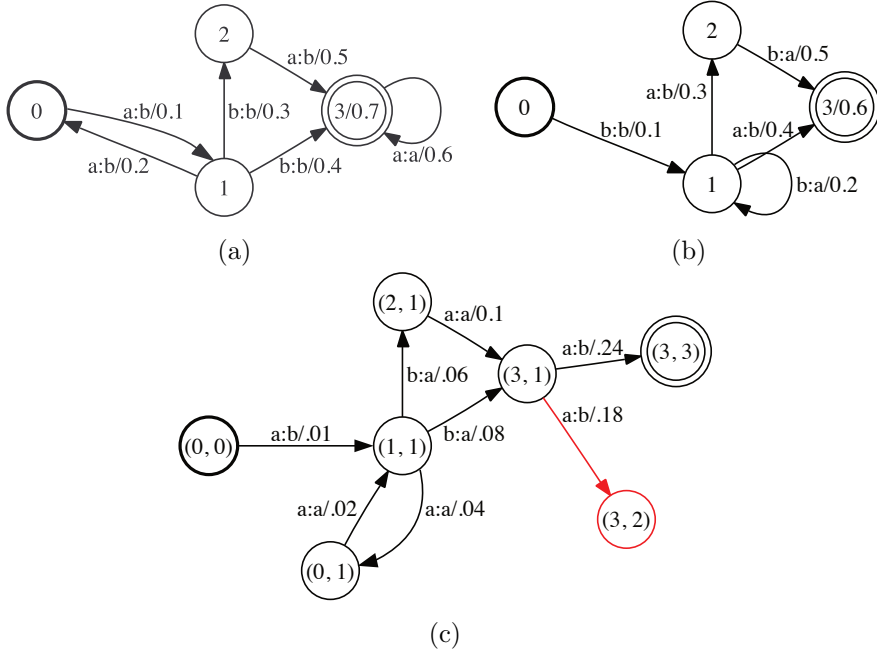 2
a:b/0.5
0
a:b/0.1
b:b/0.3
3/0.7
a:b/0.2
b:b/0.4
a:a/0.6
1
(a)
2
b:a/0.5
0
a:b/0.3
3/0.6
b:b/0.1
a:b/0.4
1
b:a/0.2
(b)
(2, 1)
a:a/0.1
a:b/.24
(3, 3)
b:a/.06
(3, 1)
a:b/.18
(0, 0)
a:b/.01
(1, 1)
b:a/.08
a:a/.02
a:a/.04
(3, 2)
(0, 1)
(c)